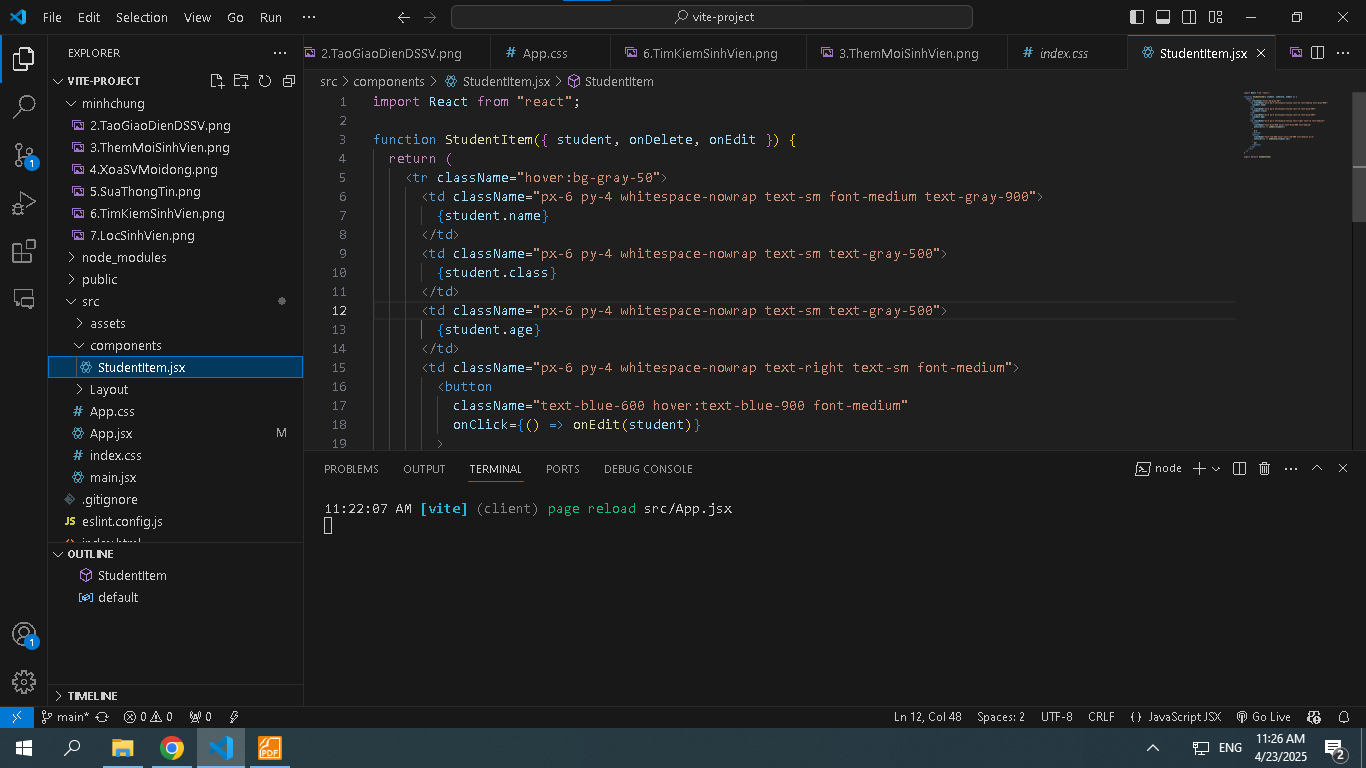 File Edit Selection View Go Run ··· vite-project
EXPLORER ···
VITE-PROJECT
minhchung
2.TaoGiaoDienDSSV.png
3.ThemMoiSinhVien.png
4.XoaSVMoidong.png
5.SuaThongTin.png
6.TimKiemSinhVien.png
7.LocSinhVien.png
node_modules
public
src
assets
components
StudentItem.jsx
Layout
# App.css
App.jsx M
# index.css
main.jsx
.gitignore
JS eslint.config.js
index.html
OUTLINE
StudentItem
default
TIMELINE
2.TaoGiaoDienDSSV.png # App.css 6.TimKiemSinhVien.png 3.ThemMoiSinhVien.png # index.css StudentItem.jsx ···
src > components > StudentItem.jsx > StudentItem
1 import React from "react";
2
3 function StudentItem({ student, onDelete, onEdit }) {
4 return (
5 <tr className="hover:bg-gray-50">
6 <td className="px-6 py-4 whitespace-nowrap text-sm font-medium text-gray-900">
7 {student.name}
8 </td>
9 <td className="px-6 py-4 whitespace-nowrap text-sm text-gray-500">
10 {student.class}
11 </td>
12 <td className="px-6 py-4 whitespace-nowrap text-sm text-gray-500">
13 {student.age}
14 </td>
15 <td className="px-6 py-4 whitespace-nowrap text-right text-sm font-medium">
16 <button
17 className="text-blue-600 hover:text-blue-900 font-medium"
18 onClick={() => onEdit(student)}
19 >
PROBLEMS OUTPUT TERMINAL PORTS DEBUG CONSOLE node ···
11:22:07 AM [vite] (client) page reload src/App.jsx
1
1
main* 0 0 0 Ln 12, Col 48 Spaces: 2 UTF-8 CRLF {} JavaScript JSX Go Live
PDF ENG 11:26 AM
4/23/2025 2